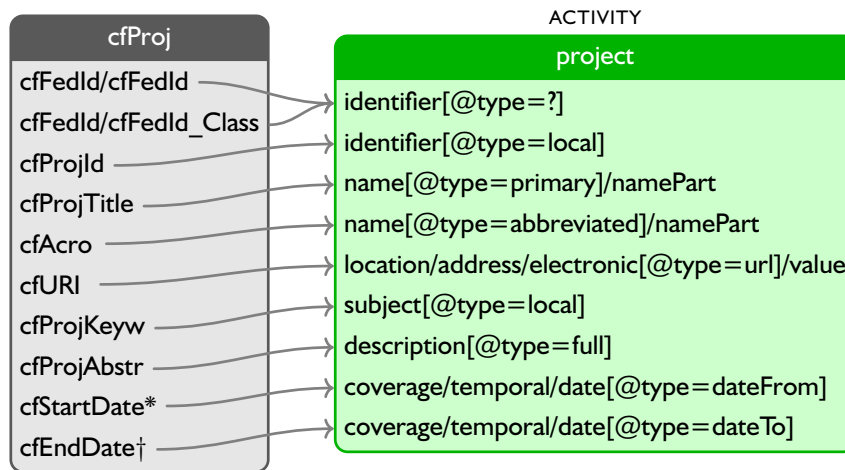 cfProj
cfFedId/cfFedId
cfFedId/cfFedId_Class
cfProjId
cfProjTitle
cfAcro
cfURI
cfProjKeyw
cfProjAbstr
cfStartDate*
cfEndDate†
ACTIVITY
project
identifier[@type=?]
identifier[@type=local]
name[@type=primary]/namePart
name[@type=abbreviated]/namePart
location/address/electronic[@type=url]/value
subject[@type=local]
description[@type=full]
coverage/temporal/date[@type=dateFrom]
coverage/temporal/date[@type=dateTo]